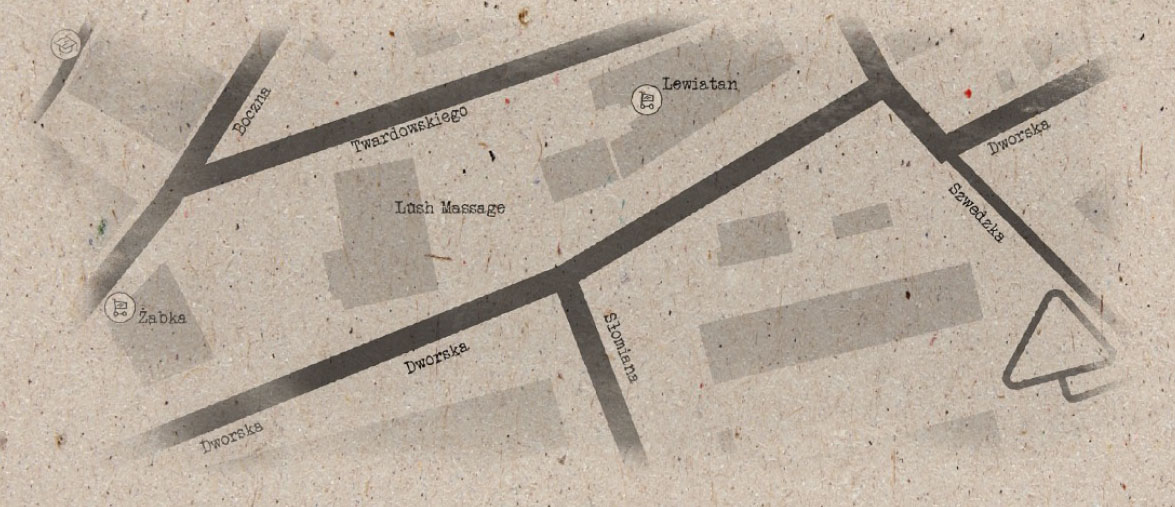 Lewiatan
Boczna
Twardowskiego
Dworska
Lush Massage
Szwedzka
Żabka
Słomiana
Dworska
Dworska